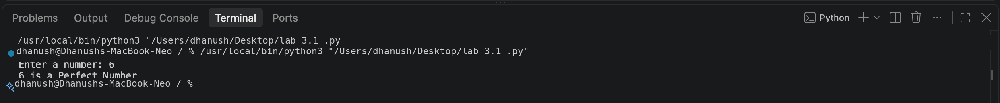 Problems Output Debug Console Terminal Ports Python
/usr/local/bin/python3 "/Users/dhanush/Desktop/lab 3.1 .py
dhanush@Dhanushs-MacBook-Neo / % /usr/local/bin/python3 "/Users/dhanush/Desktop/lab 3.1 .py"
Enter a number: 6
6 is a Perfect Number
dhanush@Dhanushs-MacBook-Neo / %